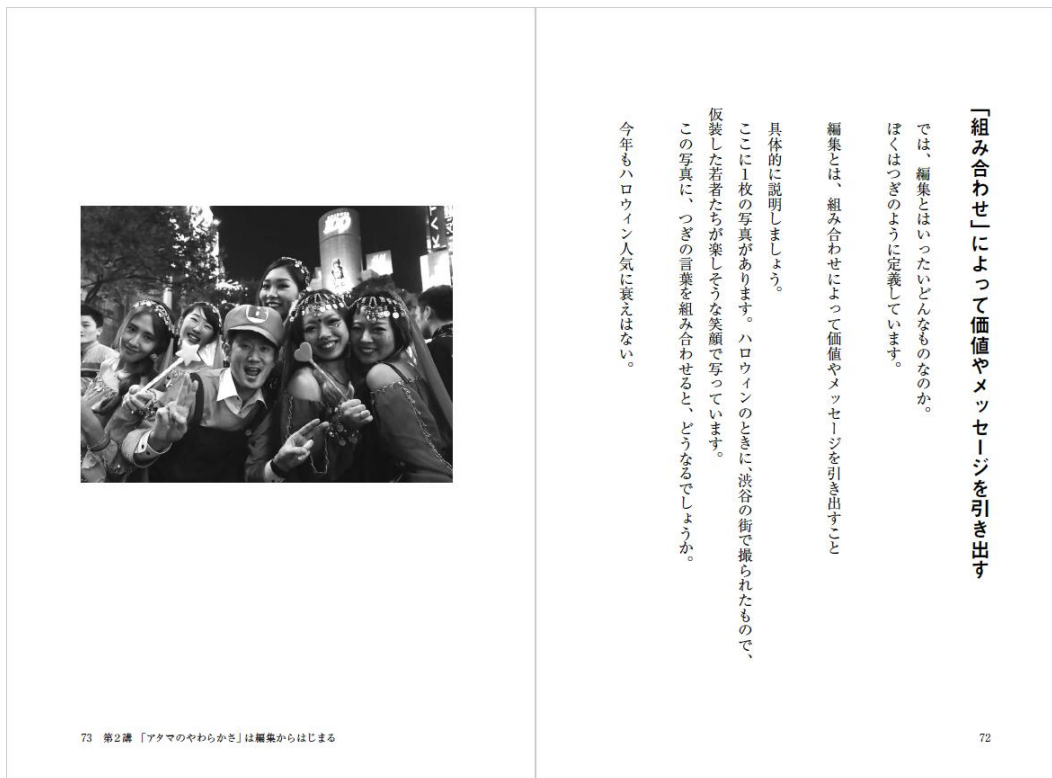 「組み合わせ」によって価値やメッセージを引き出す
では、編集とはいったいどんなものなのか。
ぼくはつぎのように定義しています。
編集とは、組み合わせによって価値やメッセージを引き出すこと
具体的に説明しましょう。
ここに1枚の写真があります。ハロウィンのときに、渋谷の街で撮られたもので、
仮装した若者たちが楽しそうな笑顔で写っています。
この写真に、つぎの言葉を組み合わせると、どうなるでしょうか。
今年もハロウィン人気に衰えはない。
72
73 第2講 「アタマのやわらかさ」は編集からはじまる